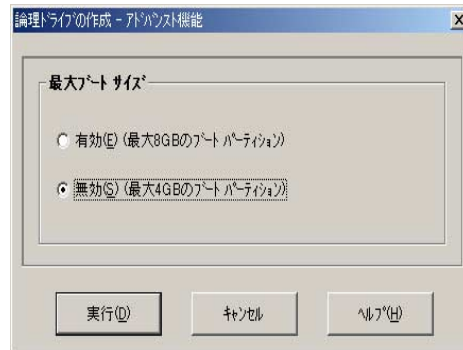 論理ﾄﾞﾗｲﾌﾞの作成 - ｱﾄﾞﾊﾞﾝｽﾄ機能
最大ﾌﾞｰﾄ ｻｲｽﾞ
有効(E) (最大8GBのﾌﾞｰﾄ ﾊﾟｰﾃｨｼｮﾝ)
無効(S) (最大4GBのﾌﾞｰﾄ ﾊﾟｰﾃｨｼｮﾝ)
実行(D) ｷｬﾝｾﾙ ﾍﾙﾌﾟ(H)